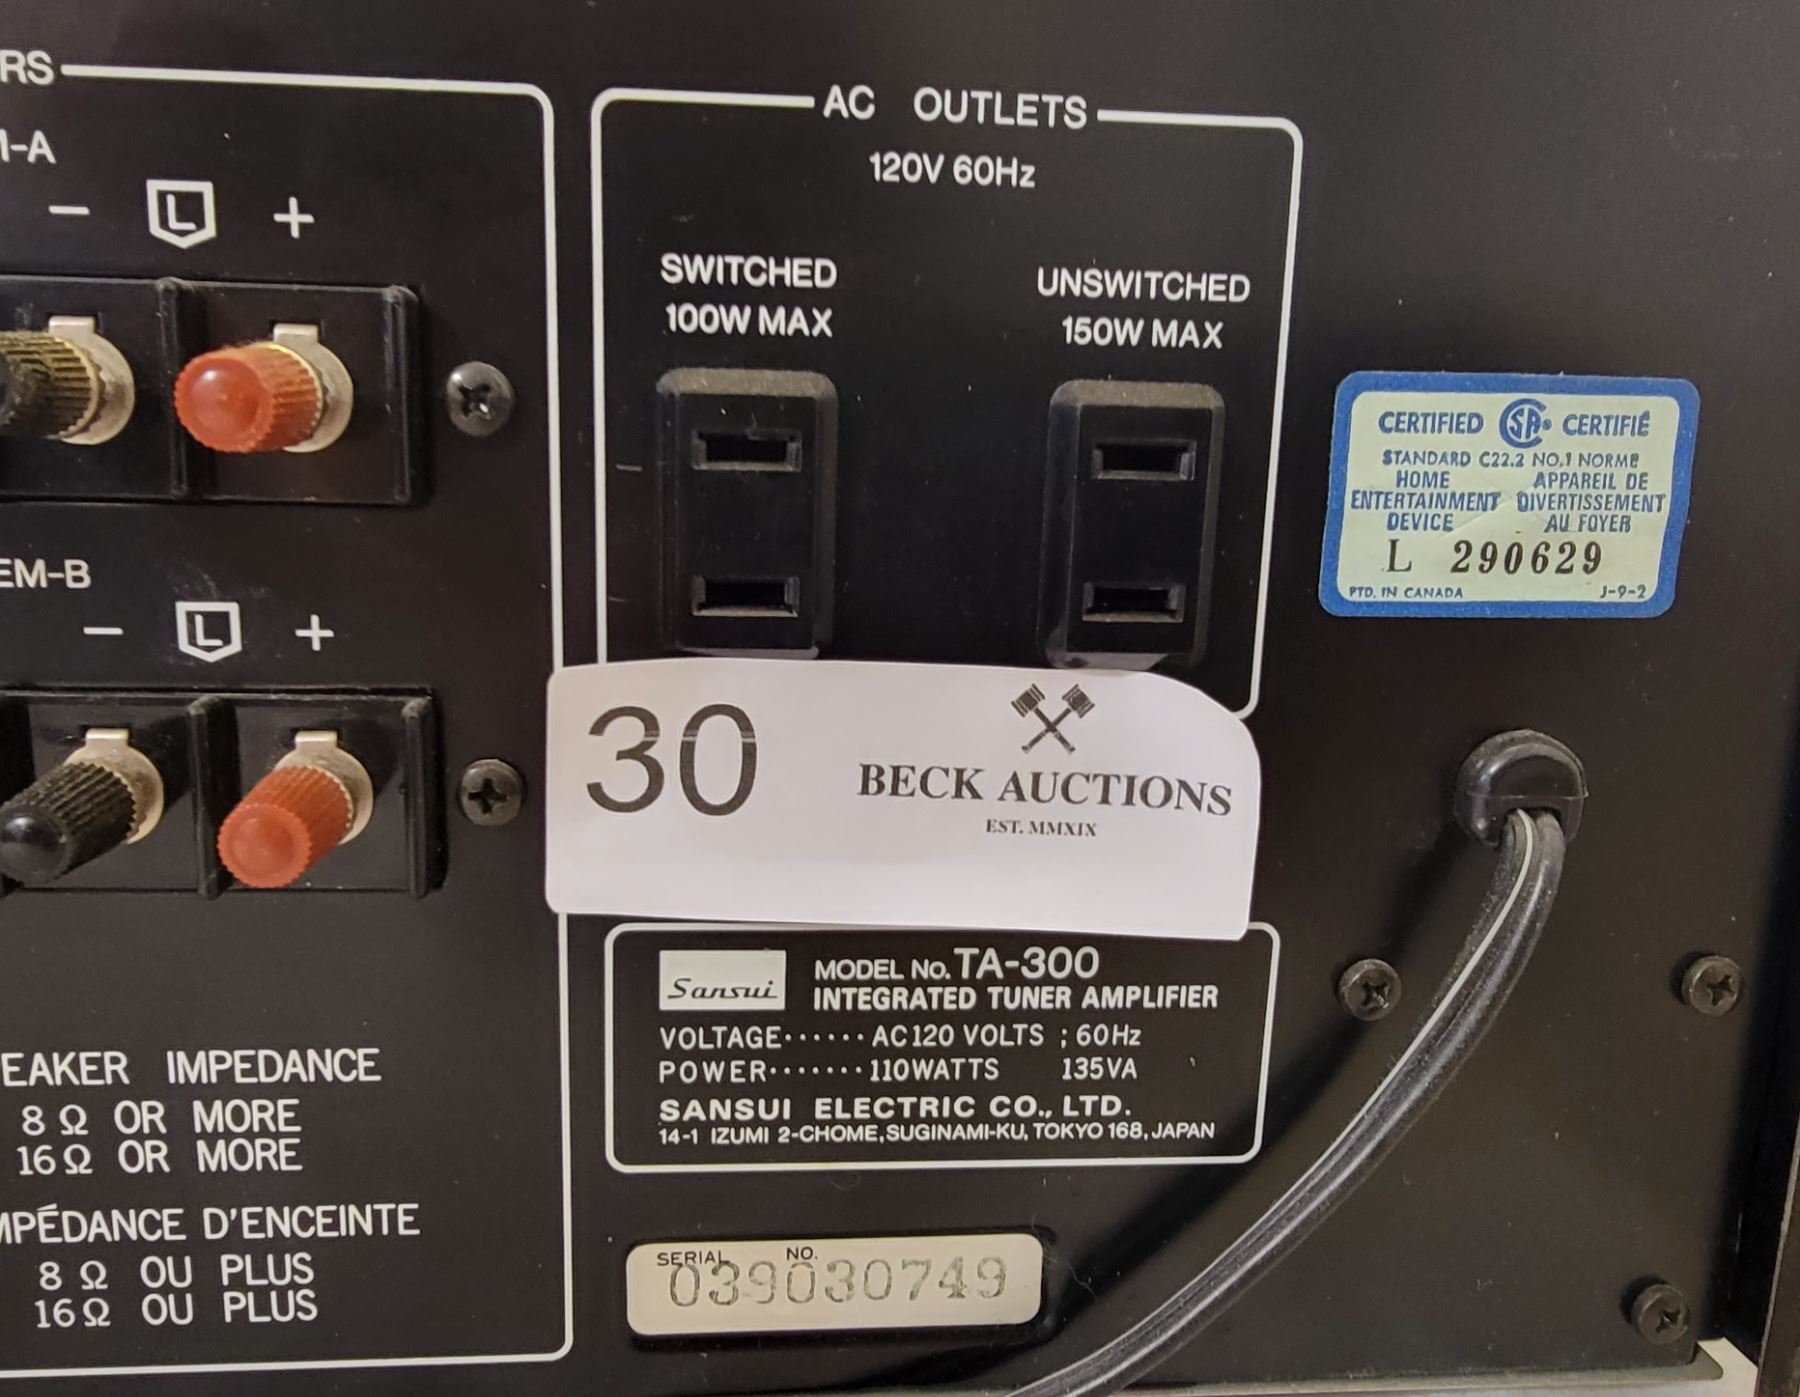 RS
- L +
EM-B
- L +
EAKER IMPEDANCE
8 Ω OR MORE
16 Ω OR MORE
MPÉDANCE D'ENCEINTE
8 Ω OU PLUS
16 Ω OU PLUS
AC OUTLETS
120V 60Hz
SWITCHED
100W MAX
UNSWITCHED
150W MAX
CERTIFIED SA® CERTIFIÉ
STANDARD C22.2 NO.1 NORME
HOME APPAREIL DE
ENTERTAINMENT DIVERTISSEMENT
DEVICE AU FOYER
L 290629
PTD. IN CANADA J-9-2
30
BECK AUCTIONS
EST. MMXIX
Sansui
MODEL No. TA-300
INTEGRATED TUNER AMPLIFIER
VOLTAGE······AC120 VOLTS ; 60Hz
POWER·······110WATTS 135VA
SANSUI ELECTRIC CO., LTD.
14-1 IZUMI 2-CHOME, SUGINAMI-KU, TOKYO 168, JAPAN
SERIAL NO.
039030749